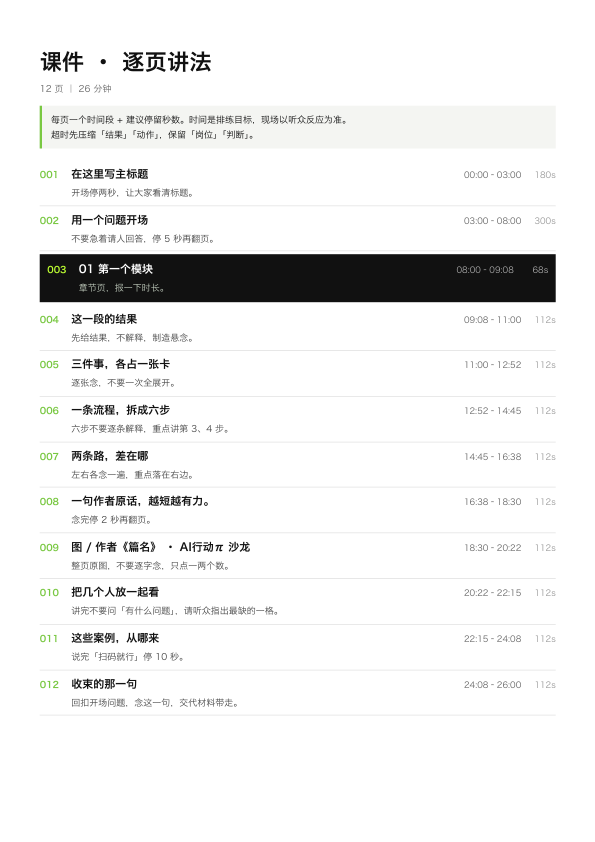 课件 · 逐页讲法
12 页 | 26 分钟
每页一个时间段 + 建议停留秒数。时间是排练目标，现场以听众反应为准。
超时先压缩「结果」「动作」，保留「岗位」「判断」。
001 在这里写主标题 00:00 - 03:00 180s
开场停两秒，让大家看清标题。
002 用一个问题开场 03:00 - 08:00 300s
不要急着请人回答，停 5 秒再翻页。
003 01 第一个模块 08:00 - 09:08 68s
章节页，报一下时长。
004 这一段的结果 09:08 - 11:00 112s
先给结果，不解释，制造悬念。
005 三件事，各占一张卡 11:00 - 12:52 112s
逐张念，不要一次全展开。
006 一条流程，拆成六步 12:52 - 14:45 112s
六步不要逐条解释，重点讲第 3、4 步。
007 两条路，差在哪 14:45 - 16:38 112s
左右各念一遍，重点落在右边。
008 一句作者原话，越短越有力。 16:38 - 18:30 112s
念完停 2 秒再翻页。
009 图 / 作者《篇名》 · AI行动π 沙龙 18:30 - 20:22 112s
整页原图，不要逐字念，只点一两个数。
010 把几个人放一起看 20:22 - 22:15 112s
讲完不要问「有什么问题」，请听众指出最缺的一格。
011 这些案例，从哪来 22:15 - 24:08 112s
说完「扫码就行」停 10 秒。
012 收束的那一句 24:08 - 26:00 112s
回扣开场问题，念这一句，交代材料带走。